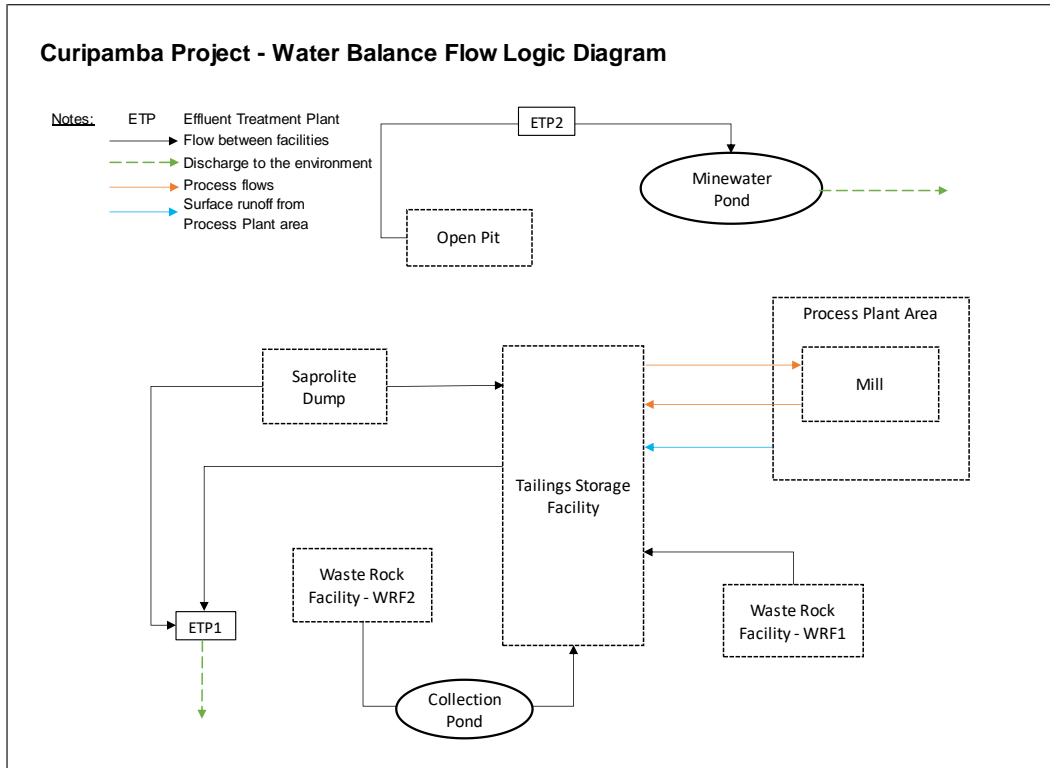 Curipamba Project - Water Balance Flow Logic Diagram
Notes: ETP Effluent Treatment Plant
Flow between facilities
Discharge to the environment
Process flows
Surface runoff from
Process Plant area
ETP2
Minewater
Pond
Open Pit
Process Plant Area
Mill
Saprolite
Dump
Tailings Storage
Facility
Waste Rock
Facility - WRF2
Waste Rock
Facility - WRF1
ETP1
Collection
Pond